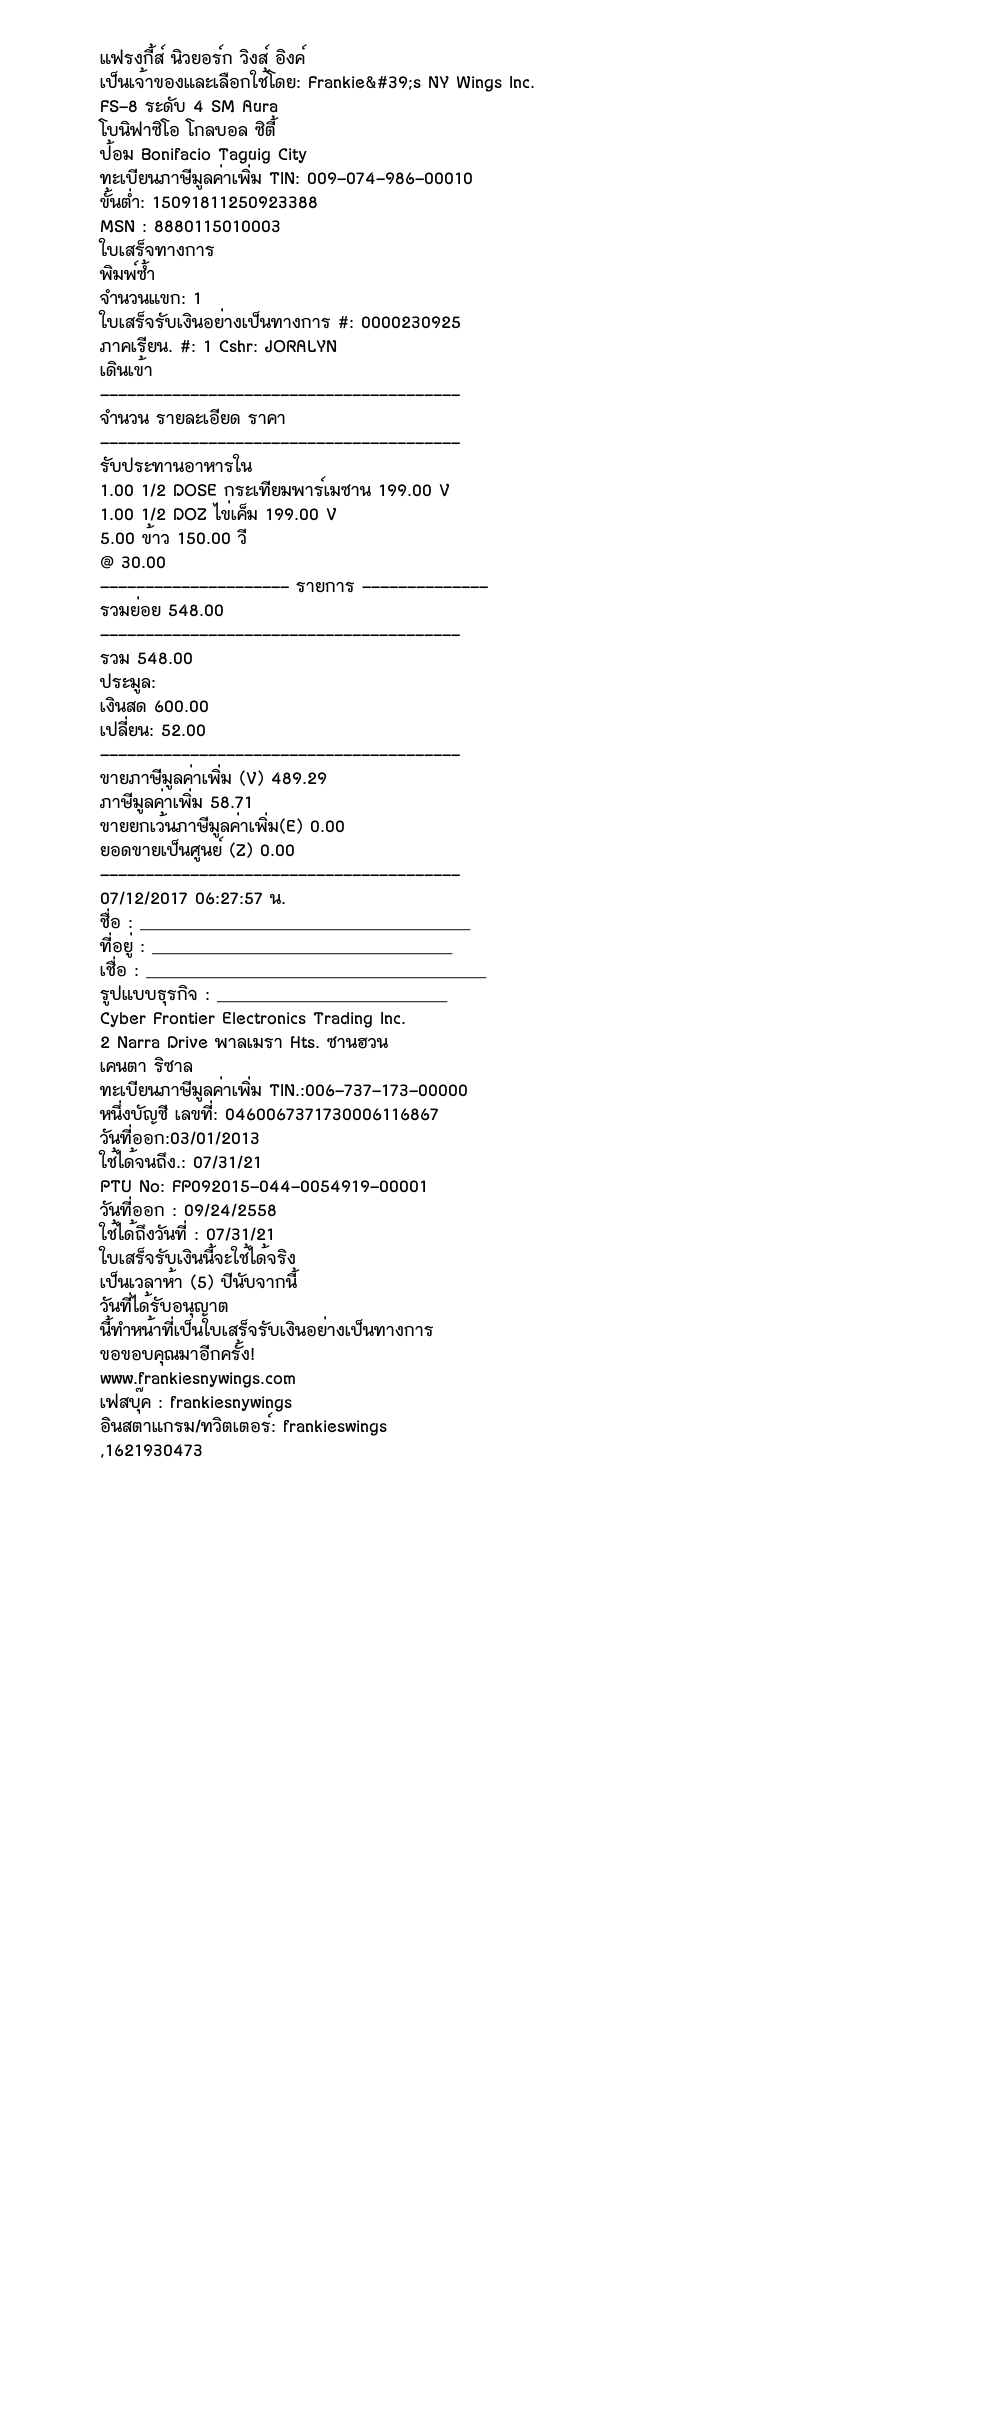 แฟรงกี้ส์ นิวยอร์ก วิงส์ อิงค์
เป็นเจ้าของและเลือกใช้โดย: Frankie&#39;s NY Wings Inc.
FS-8 ระดับ 4 SM Aura
โบนิฟาซิโอ โกลบอล ซิตี้
ป้อม Bonifacio Taguig City
ทะเบียนภาษีมูลค่าเพิ่ม TIN: 009-074-986-00010
ขั้นต่ำ: 15091811250923388
MSN : 8880115010003
ใบเสร็จทางการ
พิมพ์ซ้ำ
จำนวนแขก: 1
ใบเสร็จรับเงินอย่างเป็นทางการ #: 0000230925
ภาคเรียน. #: 1 Cshr: JORALYN
เดินเข้า
----------------------------------------
จำนวน รายละเอียด ราคา
----------------------------------------
รับประทานอาหารใน
1.00 1/2 DOSE กระเทียมพาร์เมซาน 199.00 V
1.00 1/2 DOZ ไข่เค็ม 199.00 V
5.00 ข้าว 150.00 วี
@ 30.00
--------------------- รายการ --------------
รวมย่อย 548.00
----------------------------------------
รวม 548.00
ประมูล:
เงินสด 600.00
เปลี่ยน: 52.00
----------------------------------------
ขายภาษีมูลค่าเพิ่ม (V) 489.29
ภาษีมูลค่าเพิ่ม 58.71
ขายยกเว้นภาษีมูลค่าเพิ่ม(E) 0.00
ยอดขายเป็นศูนย์ (Z) 0.00
----------------------------------------
07/12/2017 06:27:57 น.
ชื่อ : _________________________________
ที่อยู่ : ______________________________
เชื่อ : __________________________________
รูปแบบธุรกิจ : _______________________
Cyber Frontier Electronics Trading Inc.
2 Narra Drive พาลเมรา Hts. ซานฮวน
เคนตา ริซาล
ทะเบียนภาษีมูลค่าเพิ่ม TIN.:006-737-173-00000
หนึ่งบัญชี เลขที่: 04600673717730006116867
วันที่ออก:03/01/2013
ใช้ได้จนถึง.: 07/31/21
PTU No: FP092015-044-0054919-00001
วันที่ออก : 09/24/2558
ใช้ได้ถึงวันที่ : 07/31/21
ใบเสร็จรับเงินนี้จะใช้ได้จริง
เป็นเวลาห้า (5) ปีนับจากนี้
วันที่ได้รับอนุญาต
นี้ทำหน้าที่เป็นใบเสร็จรับเงินอย่างเป็นทางการ
ขอขอบคุณมาอีกครั้ง!
www.frankiesnywings.com
เฟสบุ๊ค : frankiesnywings
อินสตาแกรม/ทวิตเตอร์: frankieswings
,1621930473